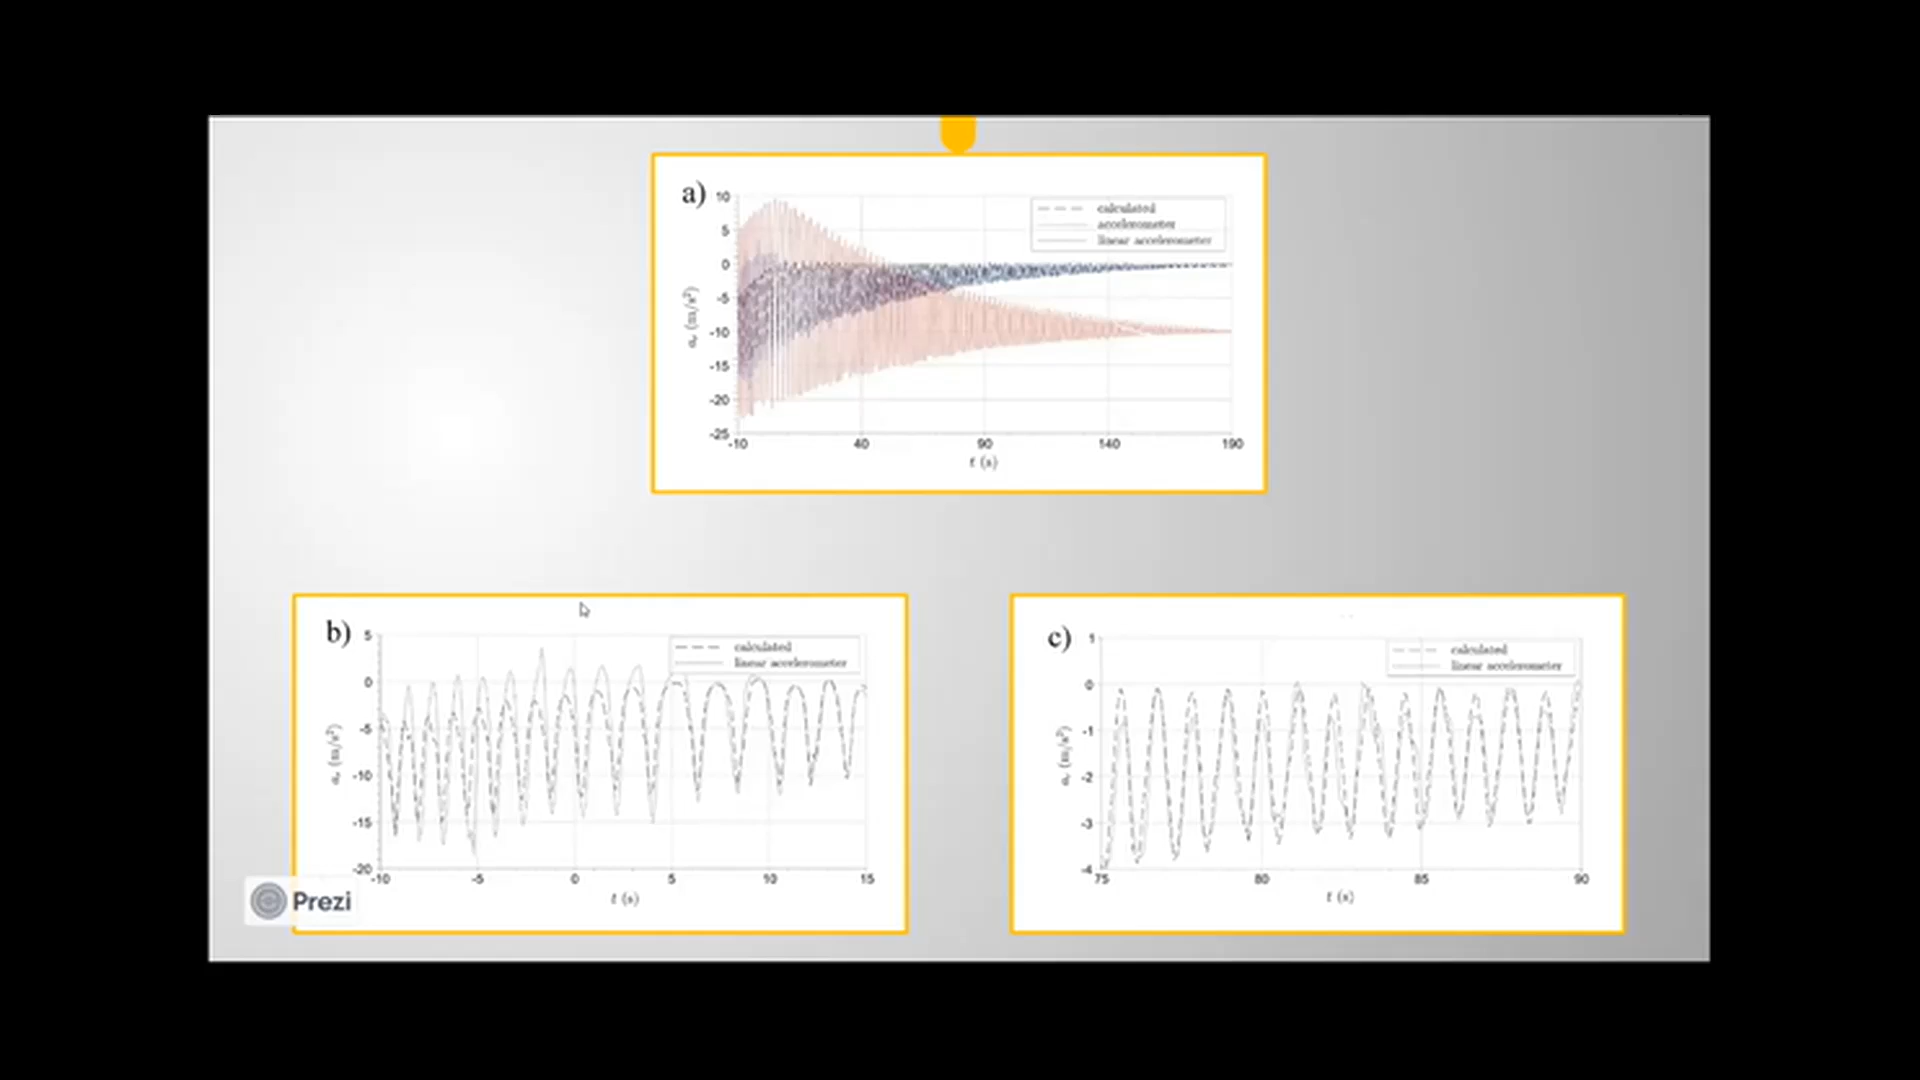 a)
10
5
0
-5
-10
-15
-20
-25
-10 40 90 140 190
t (s)
calculated
accelerometer
linear accelerometer
b)
5
0
-5
-10
-15
-20
-10 -5 0 5 10 15
t (s)
calculated
linear accelerometer
c)
1
0
-1
-2
-3
-4
75 80 85 90
t (s)
calculated
linear accelerometer
Prezi